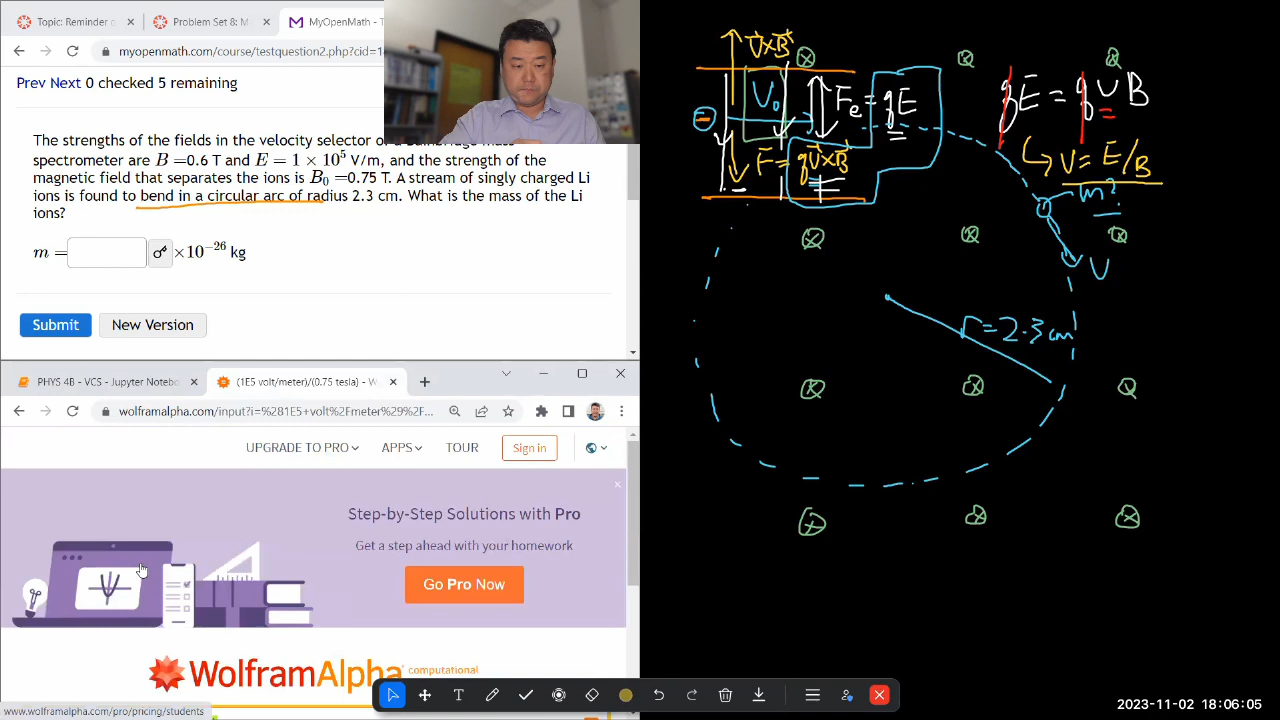 Topic: Reminder o
Problem Set 8: M
MyOpenMath - T
myopenmath.com/course/testquestion2.php?cid=1
Prev Next 0 chicked 5 remaining
The strengths of the fields in the velocity selector
spectrometer are B =0.6 T and E = 1 × 10⁵ V/m, and the strength of the
magnetic field that separates the ions is B₀ =0.75 T. A stream of singly charged Li
ions is found to bend in a circular arc of radius 2.3 cm. What is the mass of the Li
ions?
m = σ ×10⁻²⁶ kg
Submit
New Version
PHYS 4B - VCS - Jupyter Notebo
(1E5 volt/meter)/(0.75 tesla) - W
wolframalpha.com/input?i=%281E5+volt%2Fmeter%29%2F...
UPGRADE TO PRO
APPS
TOUR
Sign in
Step-by-Step Solutions with Pro
Get a step ahead with your homework
Go Pro Now
WolframAlpha computational
www.wolframalpha.com/pro/pricing/students
V×B
V₀
Fe = qE
F = qV×B
qE = qvB
v = E/B
m?
V
r=2.3cm
T
2023-11-02 18:06:05